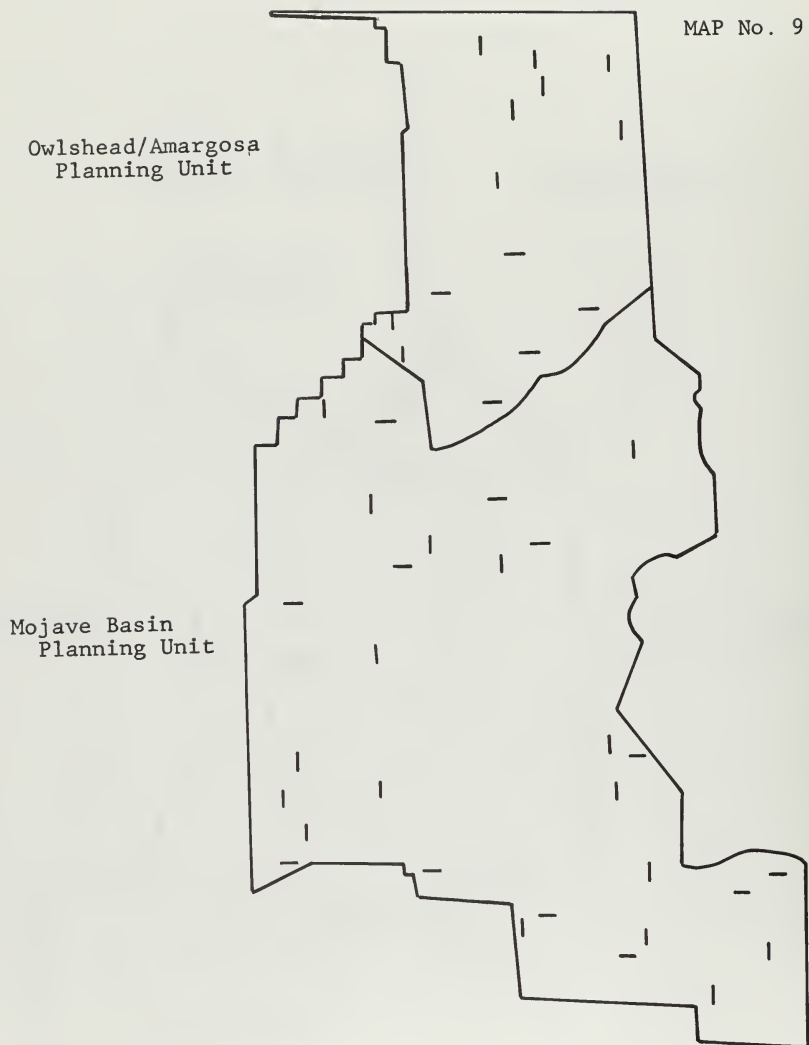 MAP No. 9
Owlshead/Amargosa
Planning Unit
Mojave Basin
Planning Unit